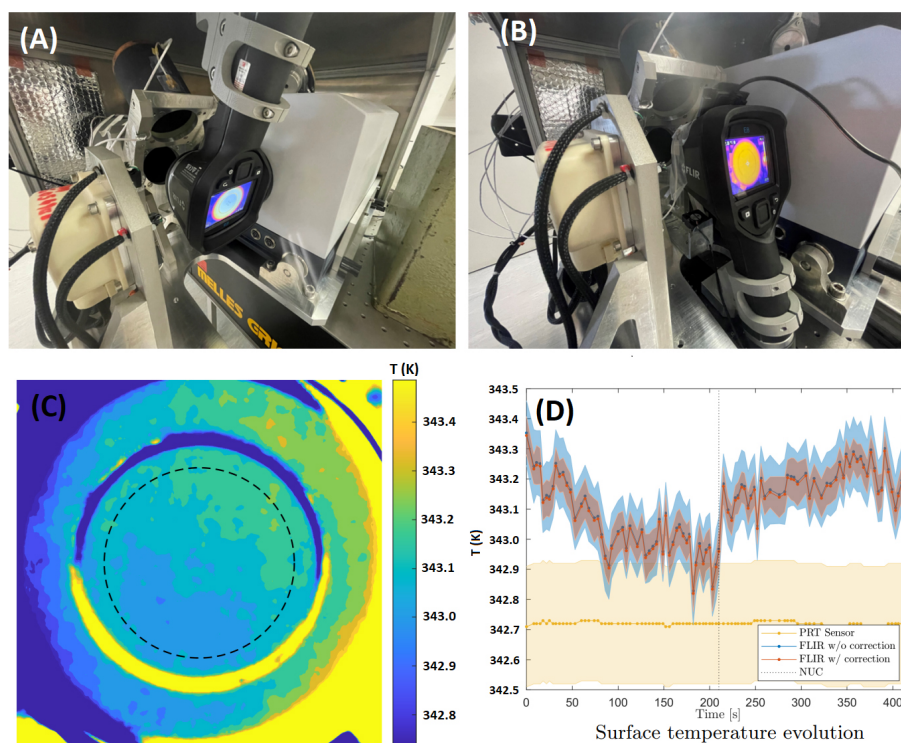 (A)
(B)
FLIR
MELLES GRI
T (K)
(C)
343.4
343.3
343.2
343.1
343.0
342.9
342.8
(D)
343.5
343.4
343.3
343.2
343.1
343.0
342.9
342.8
342.7
342.6
342.5
T (K)
0
50
100
150
200
250
300
350
400
Time [s]
PRT Sensor
FLIR w/o correction
FLIR w/ correction
NUC
Surface temperature evolution